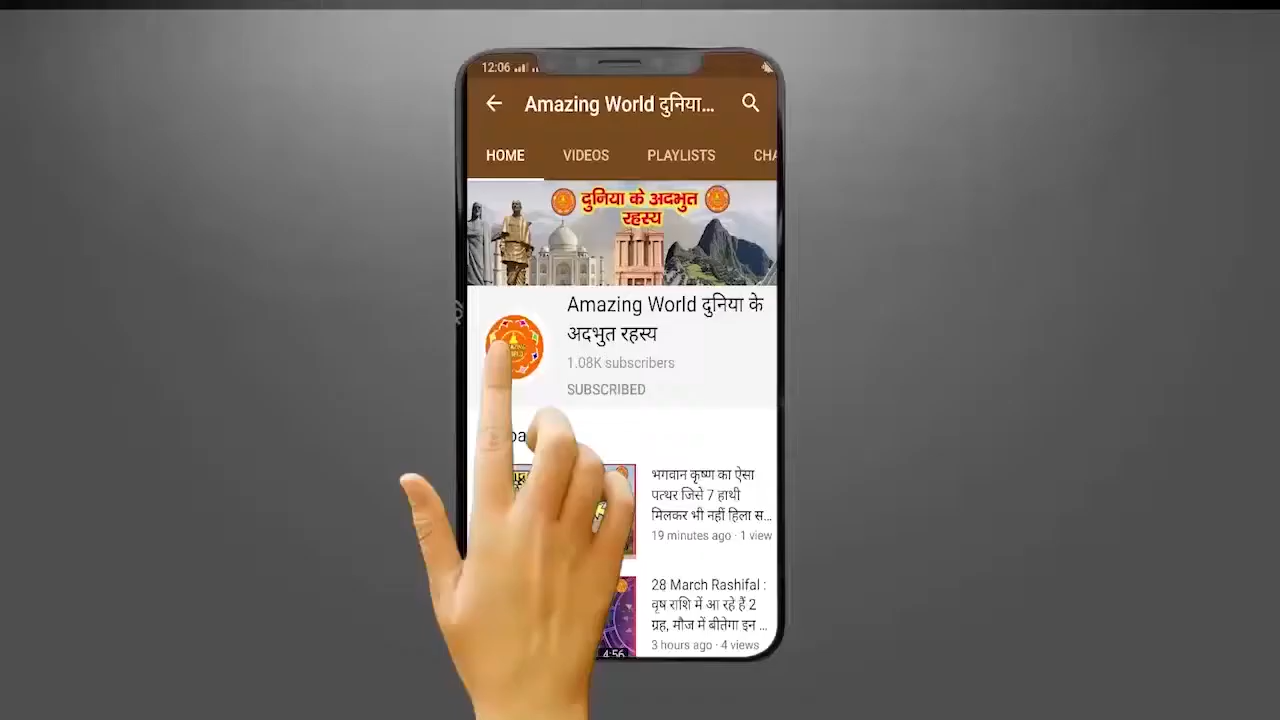 12:06
Amazing World दुनिया...
HOME VIDEOS PLAYLISTS CHA
दुनिया के अदभुत
रहस्य
Amazing World दुनिया के
अदभुत रहस्य
1.08K subscribers
SUBSCRIBED
भगवान कृष्ण का ऐसा
पत्थर जिसे 7 हाथी
मिलकर भी नहीं हिला स...
19 minutes ago · 1 view
28 March Rashifal :
वृष राशि में आ रहे हैं 2
ग्रह, मौज में बीतेगा इन ...
3 hours ago · 4 views
4:56